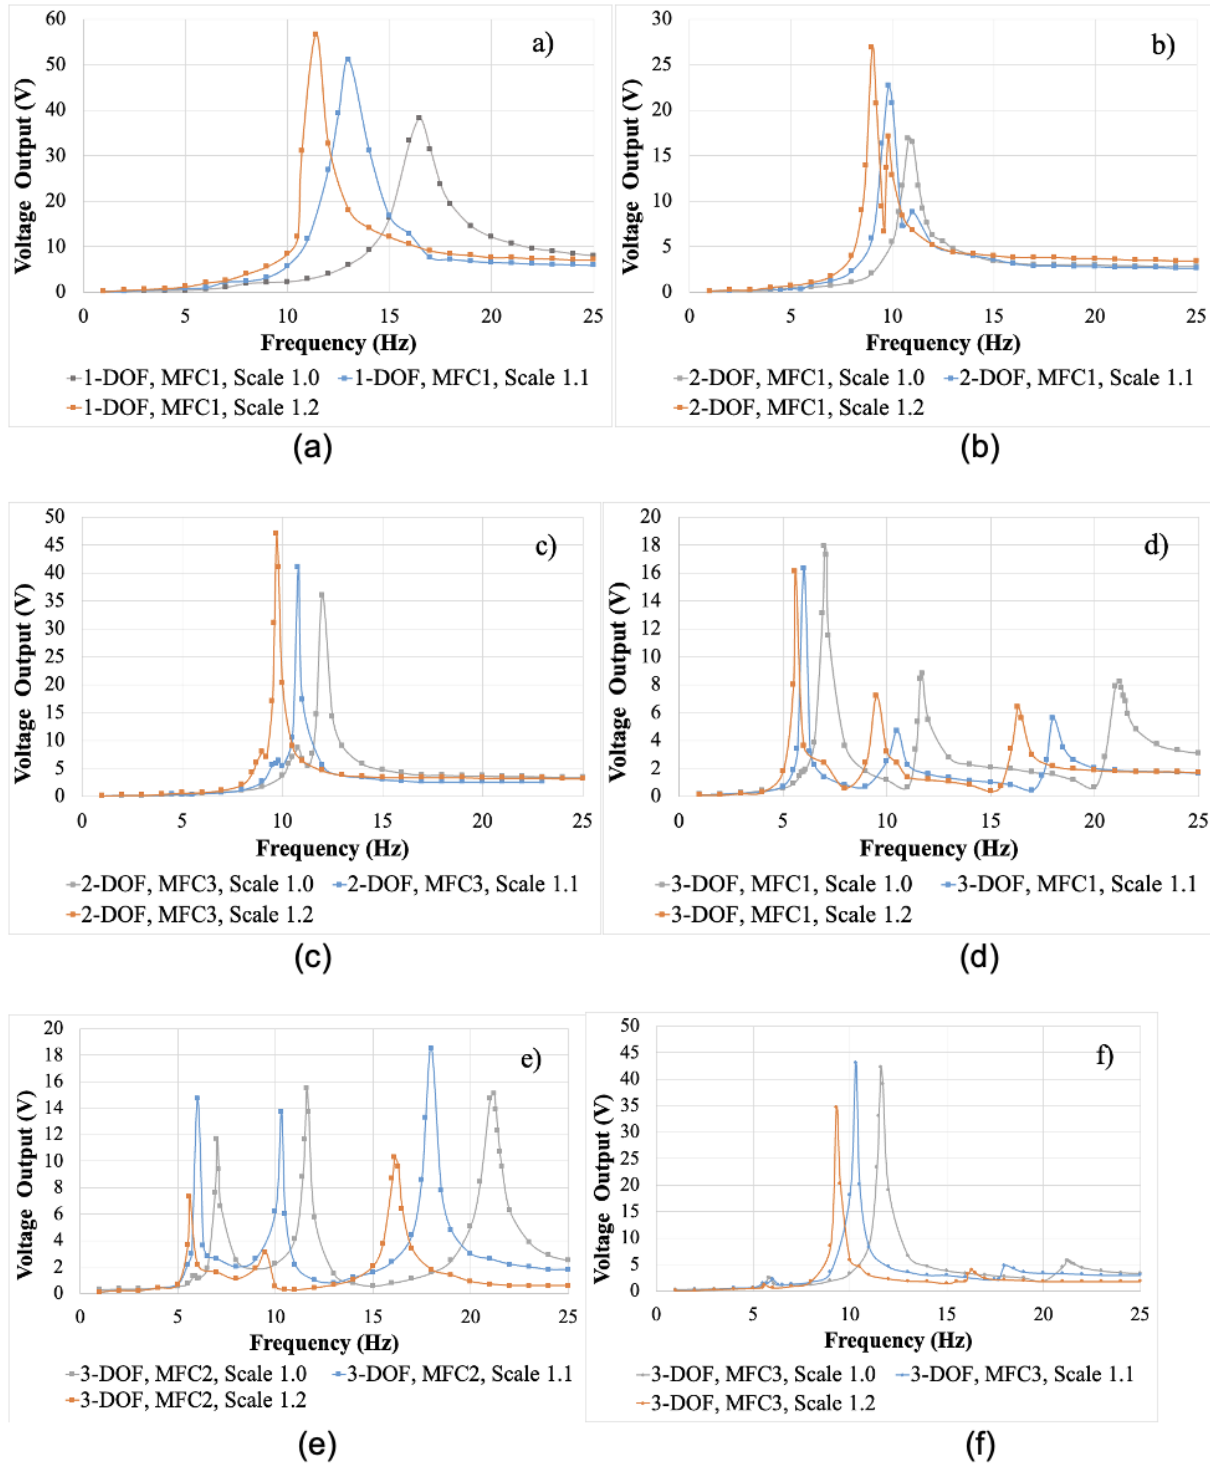 a)
Voltage Output (V)
60
50
40
30
20
10
0
0 5 10 15 20 25
Frequency (Hz)
1-DOF, MFC1, Scale 1.0 1-DOF, MFC1, Scale 1.1
1-DOF, MFC1, Scale 1.2
(a)
b)
Voltage Output (V)
30
25
20
15
10
5
0
0 5 10 15 20 25
Frequency (Hz)
2-DOF, MFC1, Scale 1.0 2-DOF, MFC1, Scale 1.1
2-DOF, MFC1, Scale 1.2
(b)
c)
Voltage Output (V)
50
45
40
35
30
25
20
15
10
5
0
0 5 10 15 20 25
Frequency (Hz)
2-DOF, MFC3, Scale 1.0 2-DOF, MFC3, Scale 1.1
2-DOF, MFC3, Scale 1.2
(c)
d)
Voltage Output (V)
20
18
16
14
12
10
8
6
4
2
0
0 5 10 15 20 25
Frequency (Hz)
3-DOF, MFC1, Scale 1.0 3-DOF, MFC1, Scale 1.1
3-DOF, MFC1, Scale 1.2
(d)
e)
Voltage Output (V)
20
18
16
14
12
10
8
6
4
2
0
0 5 10 15 20 25
Frequency (Hz)
3-DOF, MFC2, Scale 1.0 3-DOF, MFC2, Scale 1.1
3-DOF, MFC2, Scale 1.2
(e)
f)
Voltage Output (V)
50
45
40
35
30
25
20
15
10
5
0
0 5 10 15 20 25
Frequency (Hz)
3-DOF, MFC3, Scale 1.0 3-DOF, MFC3, Scale 1.1
3-DOF, MFC3, Scale 1.2
(f)